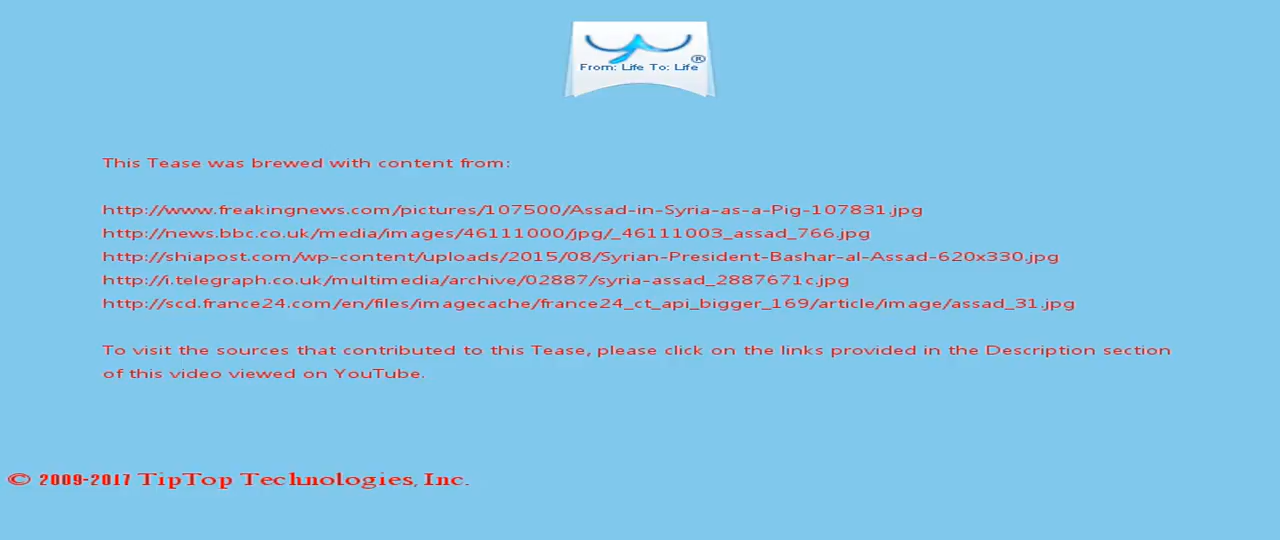 From: Life To: Life®
This Tease was brewed with content from:
http://www.freakingnews.com/pictures/107500/Assad-in-Syria-as-a-Pig-107831.jpg
http://news.bbc.co.uk/media/images/46111000/jpg/_46111003_assad_766.jpg
http://shiapost.com/wp-content/uploads/2015/08/Syrian-President-Bashar-al-Assad-620x330.jpg
http://i.telegraph.co.uk/multimedia/archive/02887/syria-assad_2887671c.jpg
http://scd.france24.com/en/files/imagecache/france24_ct_api_bigger_169/article/image/assad_31.jpg
To visit the sources that contributed to this Tease, please click on the links provided in the Description section
of this video viewed on YouTube.
© 2009-2017 TipTop Technologies, Inc.